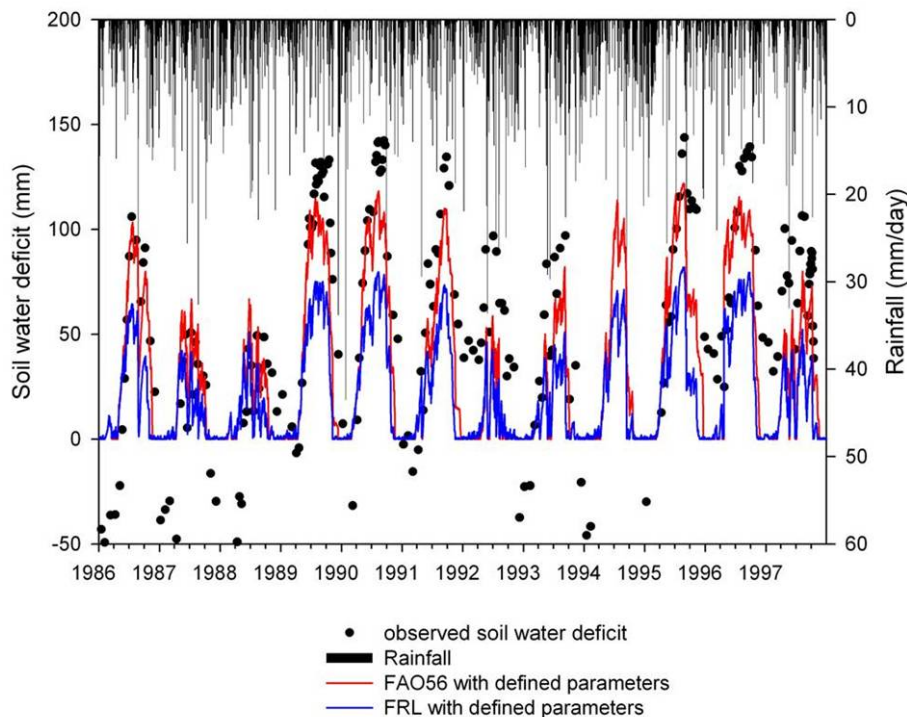 200
150
100
50
0
-50
Soil water deficit (mm)
0
10
20
30
40
50
60
Rainfall (mm/day)
1986 1987 1988 1989 1990 1991 1992 1993 1994 1995 1996 1997
observed soil water deficit
Rainfall
FAO56 with defined parameters
FRL with defined parameters